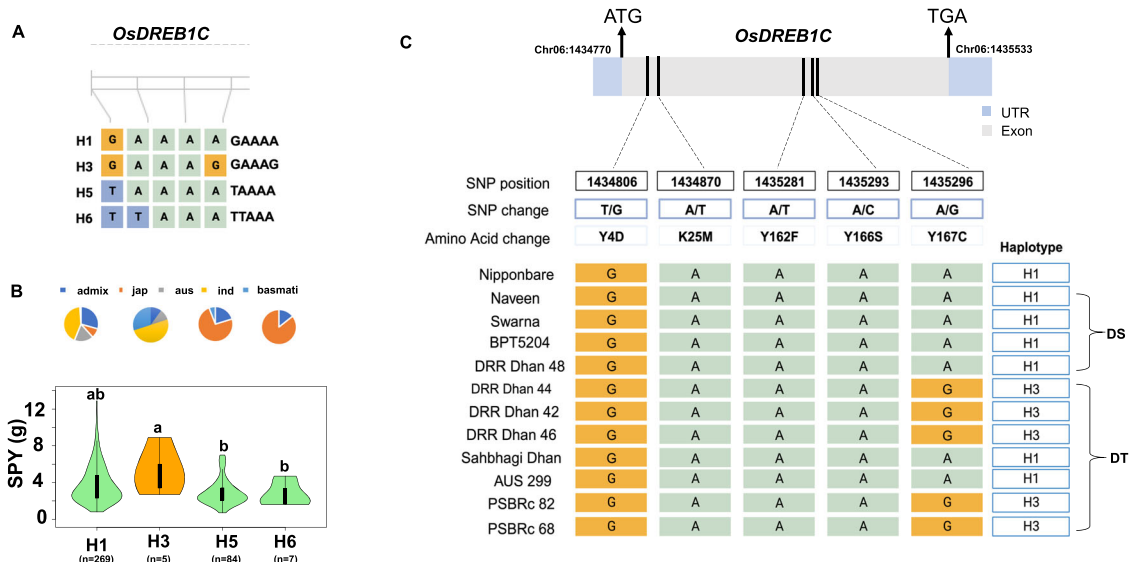 A
OsDREB1C
H1 G A A A A GAAAA
H3 G A A A G GAAAG
H5 T A A A A TAAAA
H6 T T A A A TTAAA
B
admix jap aus ind basmati
SPY (g)
12
8
4
0
ab a b b
H1 H3 H5 H6
(n=269) (n=5) (n=84) (n=7)
C
ATG TGA
Chr06:1434770 OsDREB1C Chr06:1435533
UTR
Exon
SNP position 1434806 1434870 1435281 1435293 1435296
SNP change T/G A/T A/T A/C A/G
Amino Acid change Y4D K25M Y162F Y166S Y167C
Haplotype
Nipponbare G A A A A H1
Naveen G A A A A H1
Swarna G A A A A H1
BPT5204 G A A A A H1
DRR Dhan 48 G A A A A H1
DS
DRR Dhan 44 G A A A G H3
DRR Dhan 42 G A A A G H3
DRR Dhan 46 G A A A G H3
Sahbhagi Dhan G A A A A H1
AUS 299 G A A A A H1
PSBRc 82 G A A A G H3
PSBRc 68 G A A A G H3
DT